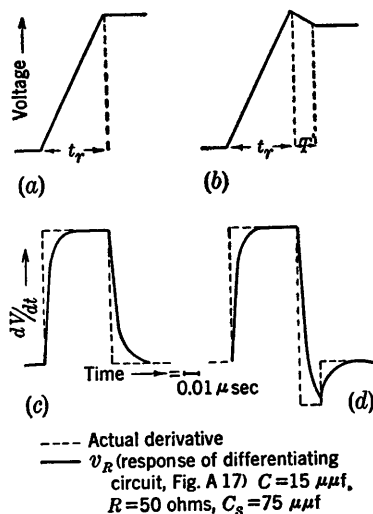 Voltage
t_r
(a)
t_r
T
(b)
dV/dt
(c)
Time
0.01 μ sec
(d)
Actual derivative
v_R (response of differentiating
circuit, Fig. A 17) C = 15 μμf,
R = 50 ohms, C_s = 75 μμf